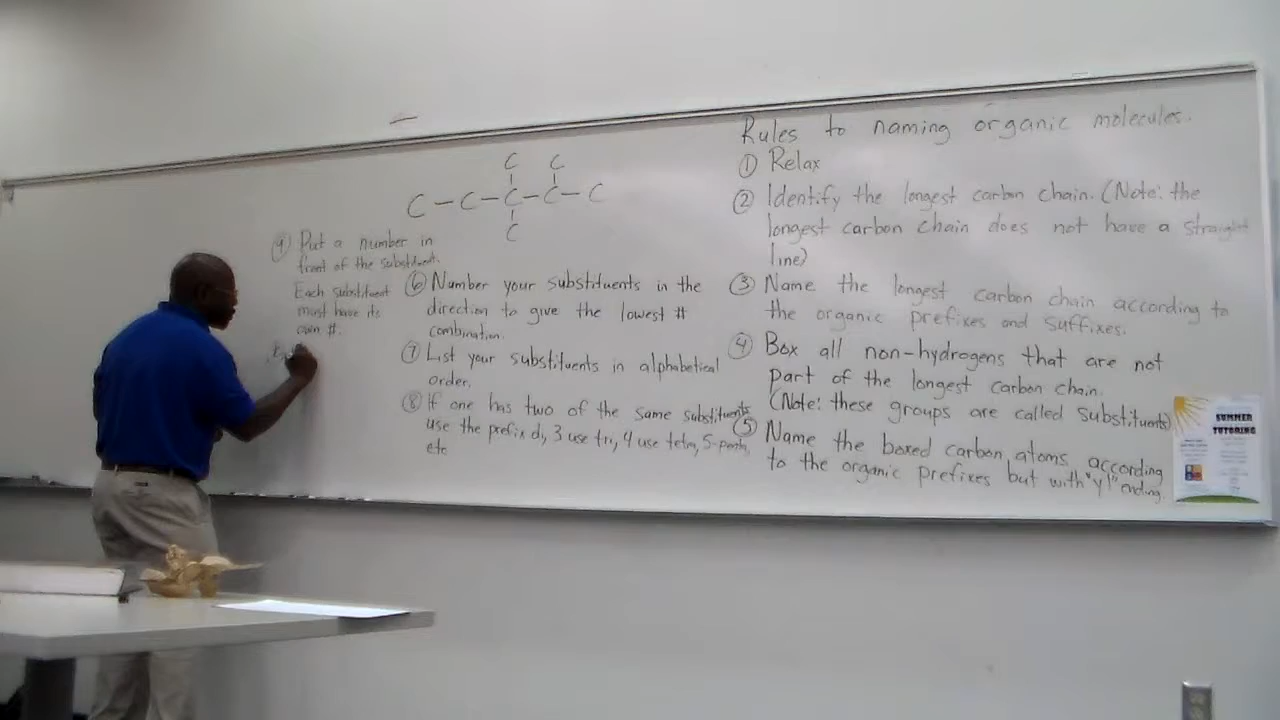 Rules to naming organic molecules.
① Relax
② Identify the longest carbon chain. (Note: the
longest carbon chain does not have a straight
line)
③ Name the longest carbon chain according to
the organic prefixes and suffixes.
④ Box all non-hydrogens that are not
part of the longest carbon chain.
(Note: these groups are called substituents)
⑤ Name the boxed carbon atoms according
to the organic prefixes but with "yl" ending.
C C
C - C - C - C - C
C
⑥ Number your substituents in the
direction to give the lowest #
combination.
⑦ List your substituents in alphabetical
order.
⑧ If one has two of the same substituents
use the prefix di, 3 use tri, 4 use tetra, 5-penta,
etc
⑨ Put a number in
front of the substituent.
Each substituent
must have its
own #.
SUMMER
TUTORING